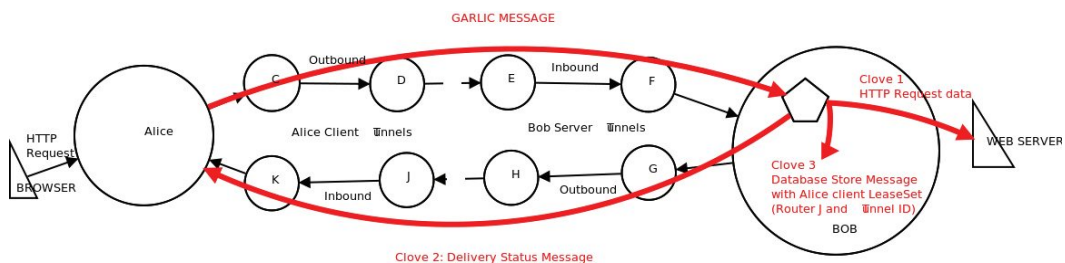 GARLIC MESSAGE
Outbound
Inbound
C
D
E
F
Clove 1
HTTP Request data
HTTP
Request
Alice
Alice Client Tunnels
Bob Server Tunnels
WEB SERVER
BROWSER
K
J
H
G
Inbound
Outbound
Clove 3
Database Store Message
with Alice client LeaseSet
(Router J and Tunnel ID)
BOB
Clove 2: Delivery Status Message